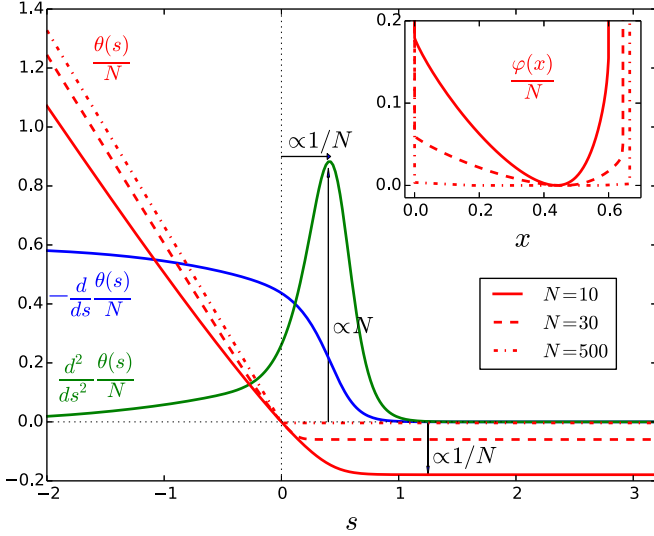 1.4
1.2
1.0
0.8
0.6
0.4
0.2
0.0
−0.2
−2
−1
0
1
2
3
s
θ(s)/N
−d/ds θ(s)/N
d²/ds² θ(s)/N
∝1/N
∝N
∝1/N
0.2
0.1
0.0
0.0
0.2
0.4
0.6
x
φ(x)/N
N=10
N=30
N=500